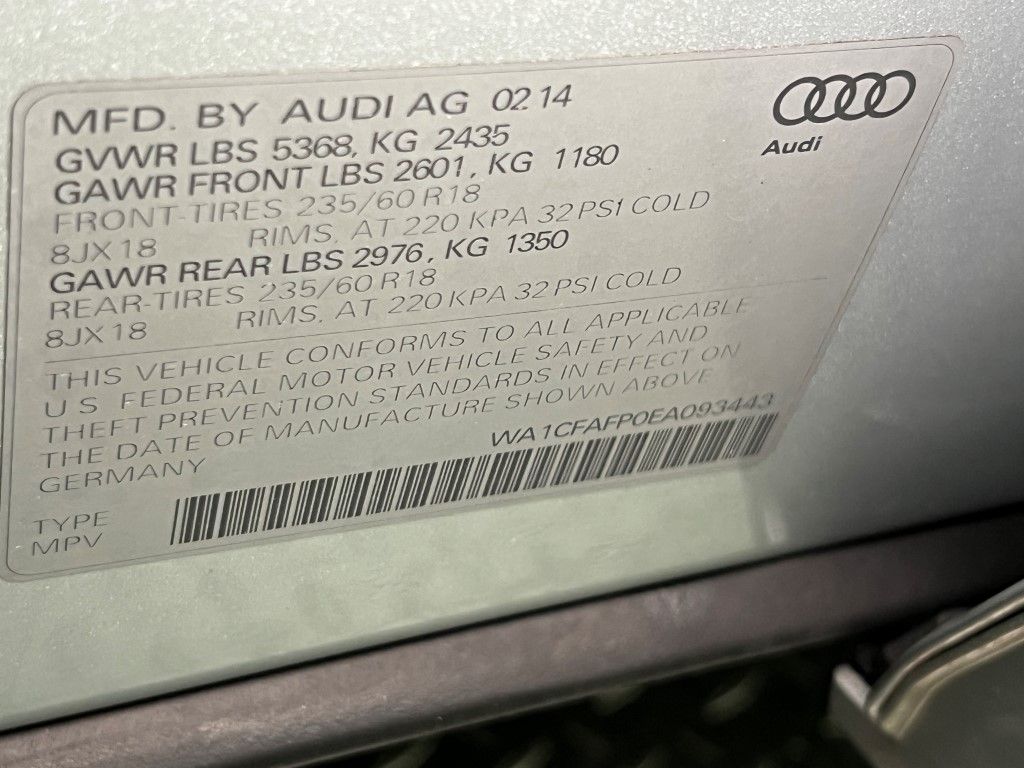 MFD. BY AUDI AG 02 14
GVWR LBS 5368, KG 2435
GAWR FRONT LBS 2601, KG 1180
FRONT-TIRES 235/60 R18
8JX18 RIMS. AT 220 KPA 32 PSI COLD
GAWR REAR LBS 2976, KG 1350
REAR-TIRES 235/60 R18
8JX18 RIMS. AT 220 KPA 32 PSI COLD
THIS VEHICLE CONFORMS TO ALL APPLICABLE
U S FEDERAL MOTOR VEHICLE SAFETY AND
THEFT PREVENTION STANDARDS IN EFFECT ON
THE DATE OF MANUFACTURE SHOWN ABOVE
GERMANY
WA1CFAFP0EA093443
TYPE
MPV
Audi